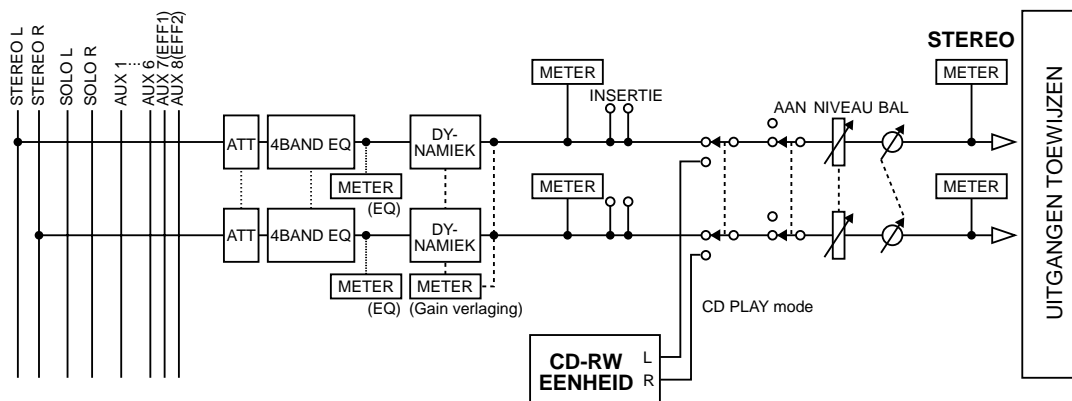 STEREO L
STEREO R
SOLO L
SOLO R
AUX 1
AUX 6
AUX 7(EFF1)
AUX 8(EFF2)
ATT
4BAND EQ
METER
(EQ)
DY-
NAMIEK
METER
INSERTIE
AAN NIVEAU BAL
STEREO
METER
ATT
4BAND EQ
METER
(EQ)
DY-
NAMIEK
METER
(Gain verlaging)
METER
METER
CD PLAY mode
CD-RW
EENHEID
L
R
UITGANGEN TOEWIJZEN